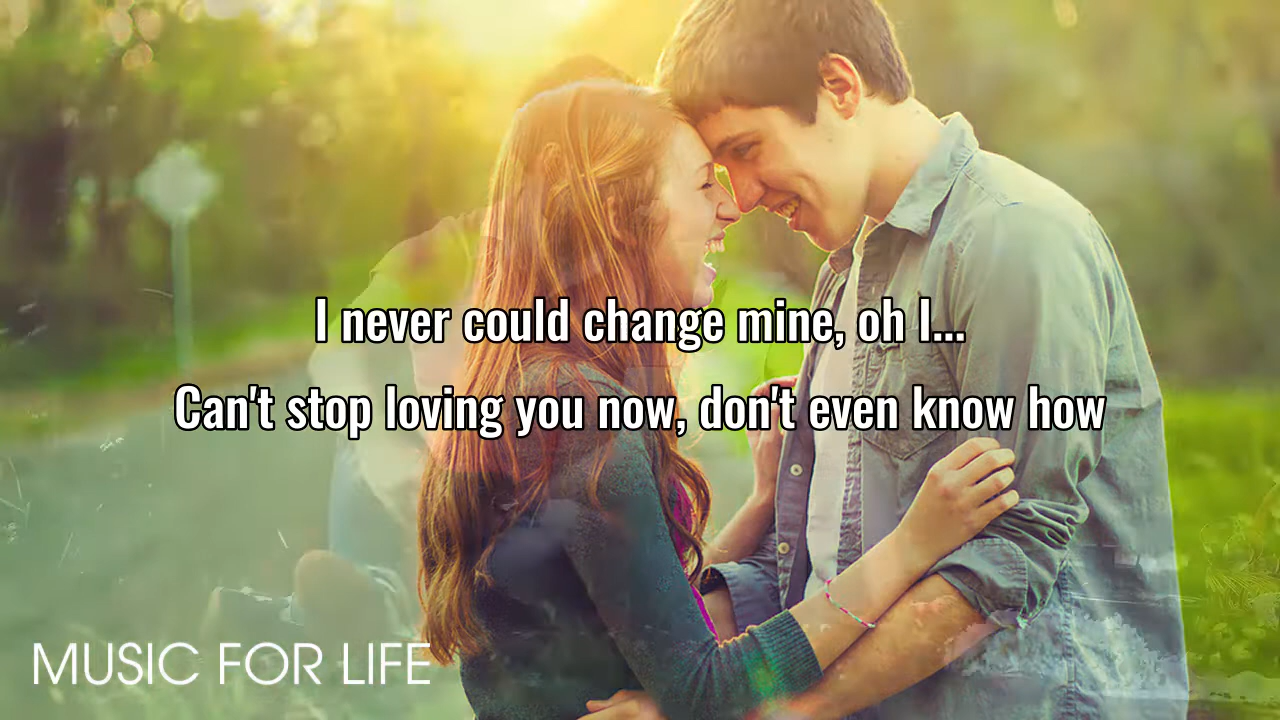 I never could change mine, oh I...
Can't stop loving you now, don't even know how
MUSIC FOR LIFE